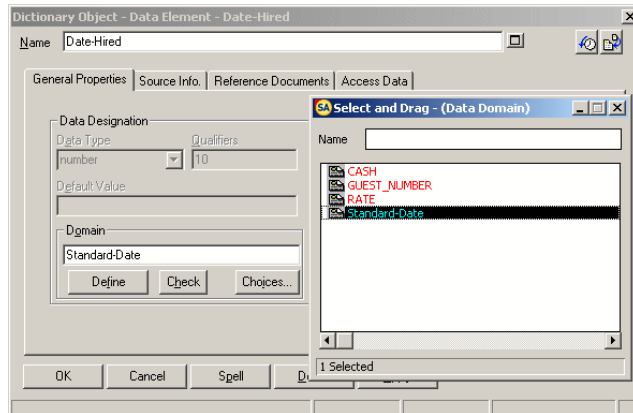 Dictionary Object - Data Element - Date-Hired
Name Date-Hired
General Properties Source Info. Reference Documents Access Data
Data Designation
Data Type Qualifiers
number 10
Default Value
Domain
Standard-Date
Define Check Choices...
OK Cancel Spell
SA Select and Drag - (Data Domain)
Name
CASH
GUEST_NUMBER
RATE
Standard-Date
1 Selected